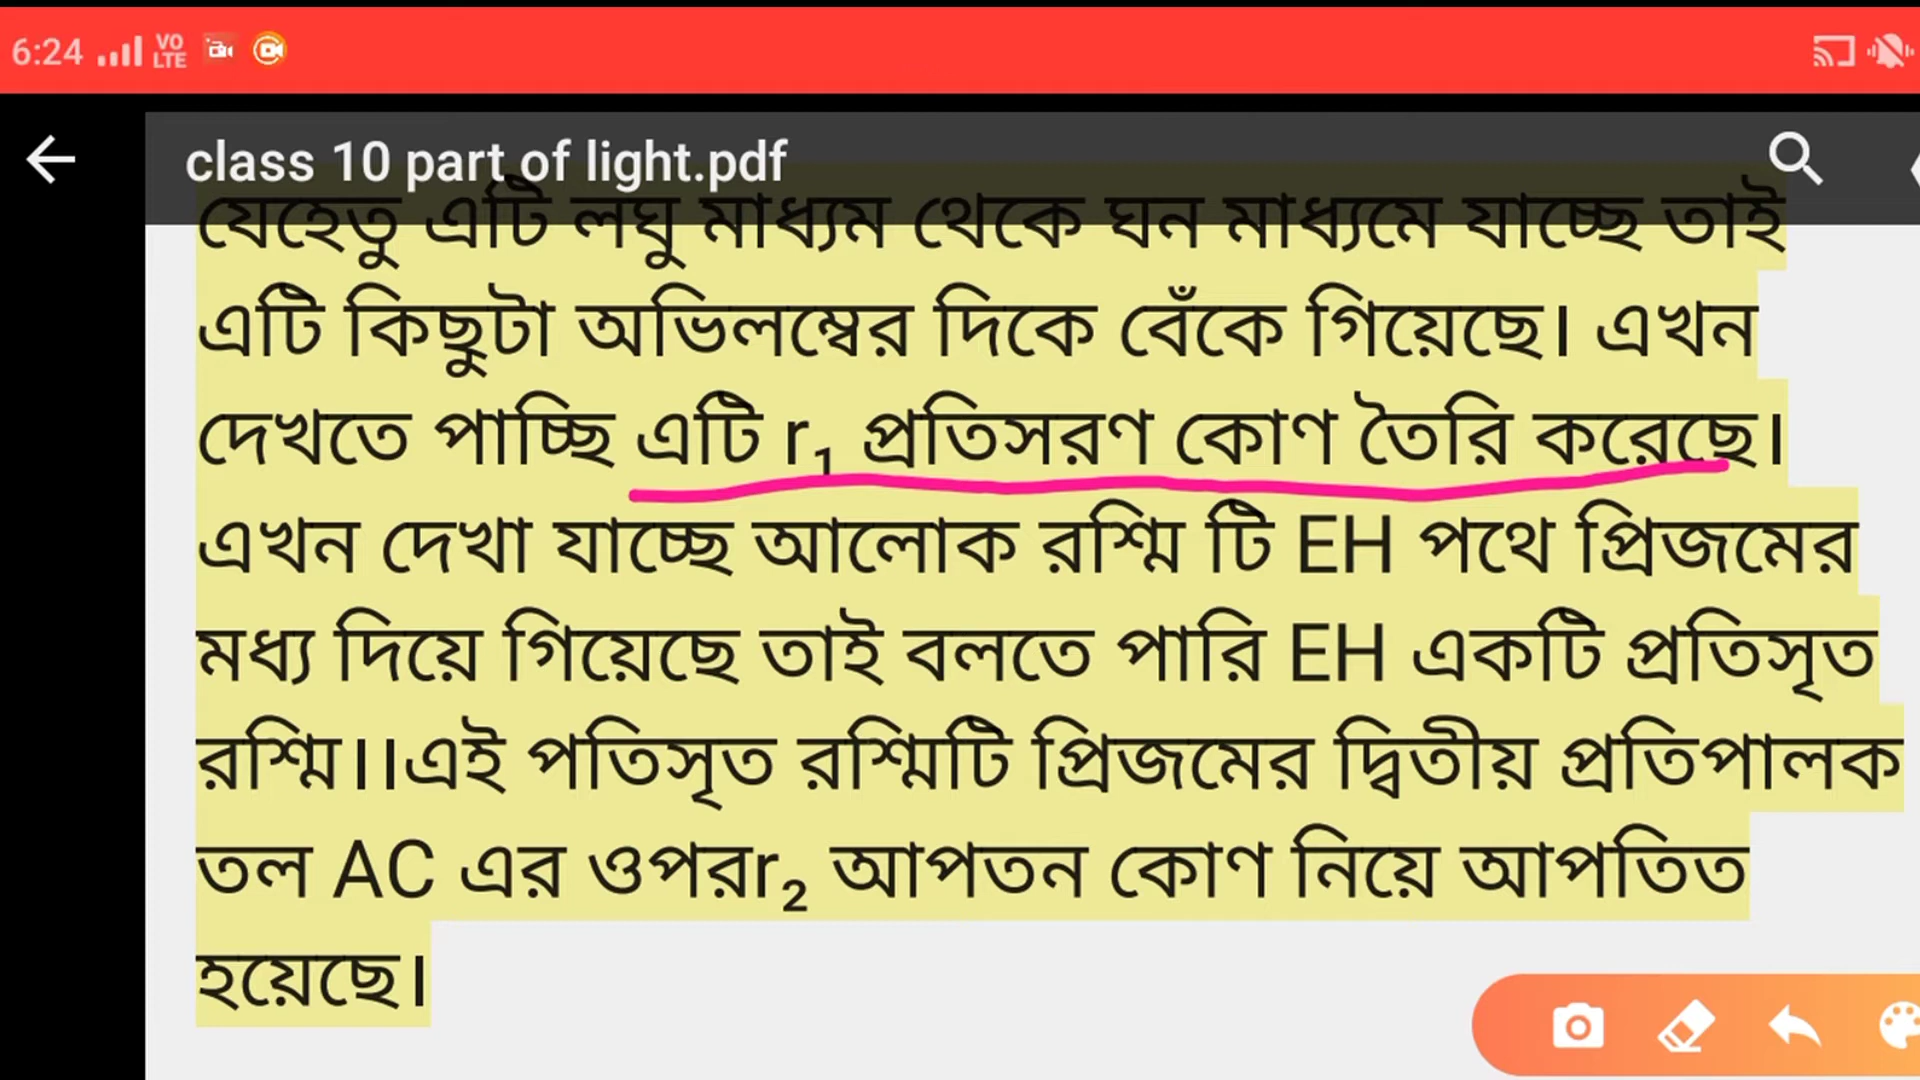 6:24 VO LTE
class 10 part of light.pdf
যেহেতু এটি লঘু মাধ্যম থেকে ঘন মাধ্যমে যাচ্ছে তাই
এটি কিছুটা অভিলম্বের দিকে বেঁকে গিয়েছে। এখন
দেখতে পাচ্ছি এটি r₁ প্রতিসরণ কোণ তৈরি করেছে।
এখন দেখা যাচ্ছে আলোক রশ্মি টি EH পথে প্রিজমের
মধ্য দিয়ে গিয়েছে তাই বলতে পারি EH একটি প্রতিসৃত
রশ্মি।।এই পতিসৃত রশ্মিটি প্রিজমের দ্বিতীয় প্রতিপালক
তল AC এর ওপরr₂ আপতন কোণ নিয়ে আপতিত
হয়েছে।